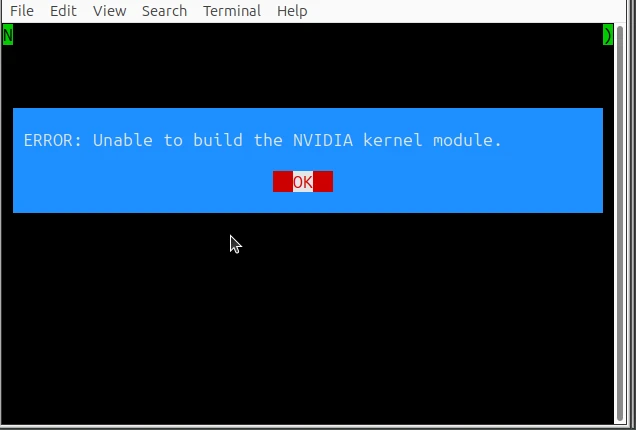 File Edit View Search Terminal Help
N )
ERROR: Unable to build the NVIDIA kernel module.
OK